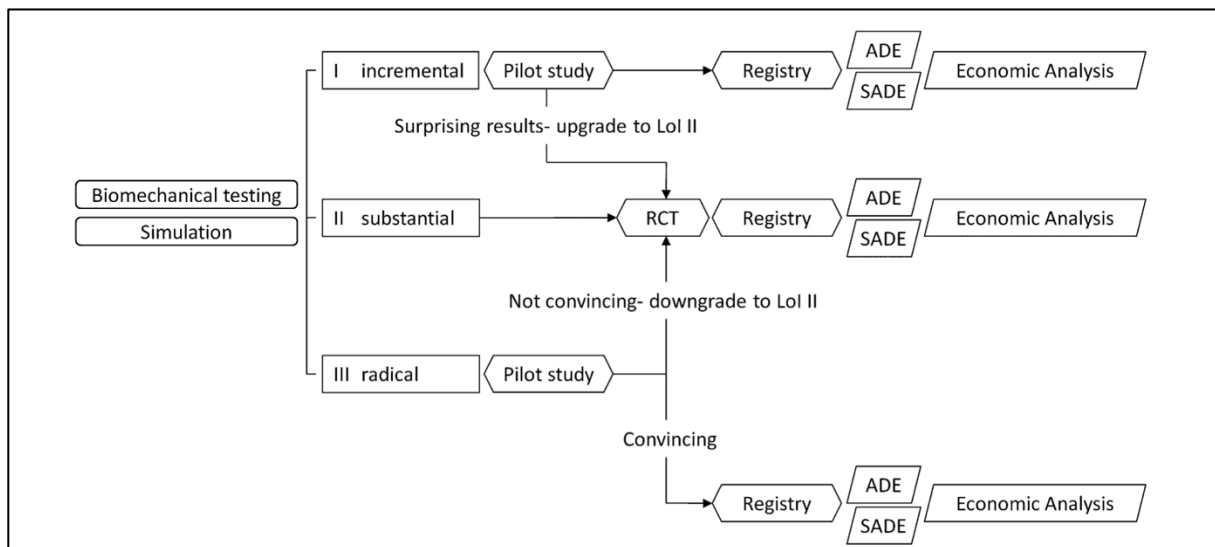 I incremental
Pilot study
Registry
ADE
SADE
Economic Analysis
Surprising results- upgrade to LoI II
Biomechanical testing
Simulation
II substantial
RCT
Registry
ADE
SADE
Economic Analysis
Not convincing- downgrade to LoI II
III radical
Pilot study
Convincing
Registry
ADE
SADE
Economic Analysis